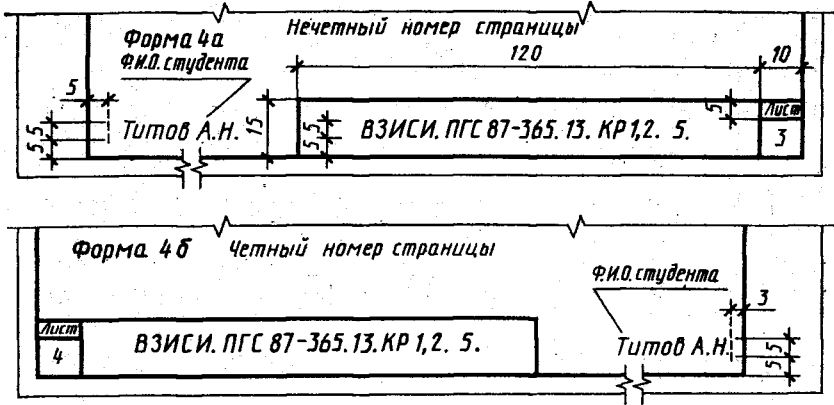 Нечетный номер страницы
Форма 4а
Ф.И.О. студента
120
10
5
5
Лист
Титов А.Н.
15
5 5
5 5
ВЗИСИ. ПГС 87-365. 13. КР 1,2. 5.
3
Форма 4б Четный номер страницы
Ф.И.О. студента
3
Лист
4
ВЗИСИ. ПГС 87-365.13. КР 1,2. 5.
Титов А.Н.
5 5